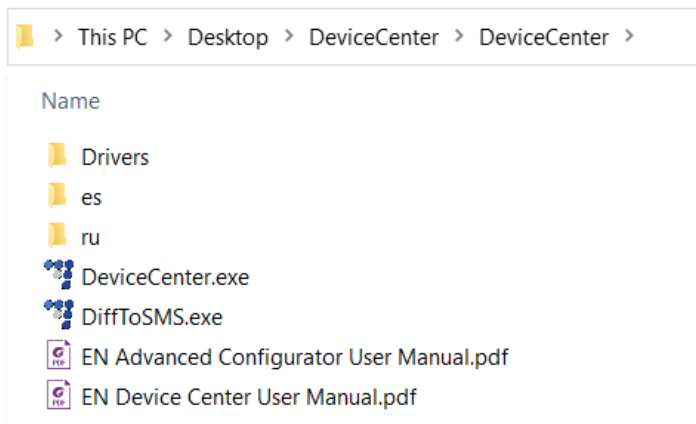 This PC > Desktop > DeviceCenter > DeviceCenter >
Name
Drivers
es
ru
DeviceCenter.exe
DiffToSMS.exe
EN Advanced Configurator User Manual.pdf
EN Device Center User Manual.pdf